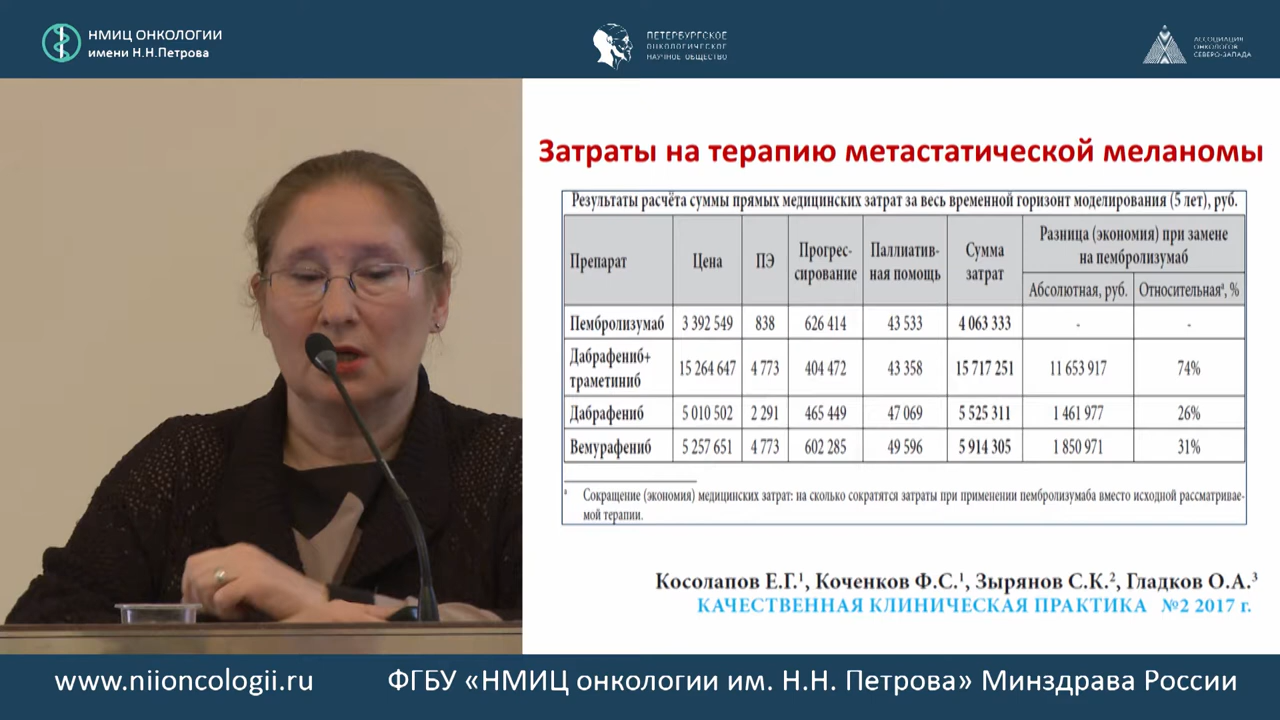 НМИЦ ОНКОЛОГИИ
имени Н.Н.Петрова
ПЕТЕРБУРГСКОЕ
ОНКОЛОГИЧЕСКОЕ
НАУЧНОЕ ОБЩЕСТВО
АССОЦИАЦИЯ
ОНКОЛОГОВ
СЕВЕРО-ЗАПАДА
Затраты на терапию метастатической меланомы
Результаты расчёта суммы прямых медицинских затрат за весь временной горизонт моделирования (5 лет), руб.
Препарат Цена ПЭ Прогрес-сирование Паллиатив-ная помощь Сумма затрат Разница (экономия) при замене на пембролизумаб
Абсолютная, руб. Относительнаяª, %
Пембролизумаб 3 392 549 838 626 414 43 533 4 063 333 - -
Дабрафениб+ траметиниб 15 264 647 4 773 404 472 43 358 15 717 251 11 653 917 74%
Дабрафениб 5 010 502 2 291 465 449 47 069 5 525 311 1 461 977 26%
Вемурафениб 5 257 651 4 773 602 285 49 596 5 914 305 1 850 971 31%
ª Сокращение (экономия) медицинских затрат: на сколько сократятся затраты при применении пембролизумаба вместо исходной рассматривае-
мой терапии.
Косолапов Е.Г.¹, Коченков Ф.С.¹, Зырянов С.К.², Гладков О.А.³
КАЧЕСТВЕННАЯ КЛИНИЧЕСКАЯ ПРАКТИКА №2 2017 г.
www.niioncologii.ru ФГБУ «НМИЦ онкологии им. Н.Н. Петрова» Минздрава России